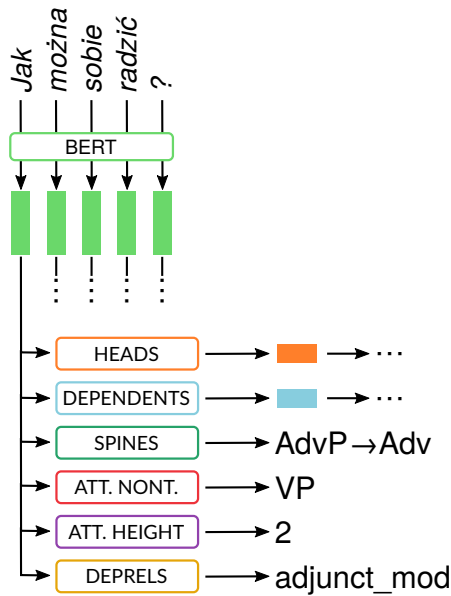 Jak można sobie radzić ?
BERT
HEADS
DEPENDENTS
SPINES AdvP→Adv
ATT. NONT. VP
ATT. HEIGHT 2
DEPRELS adjunct_mod